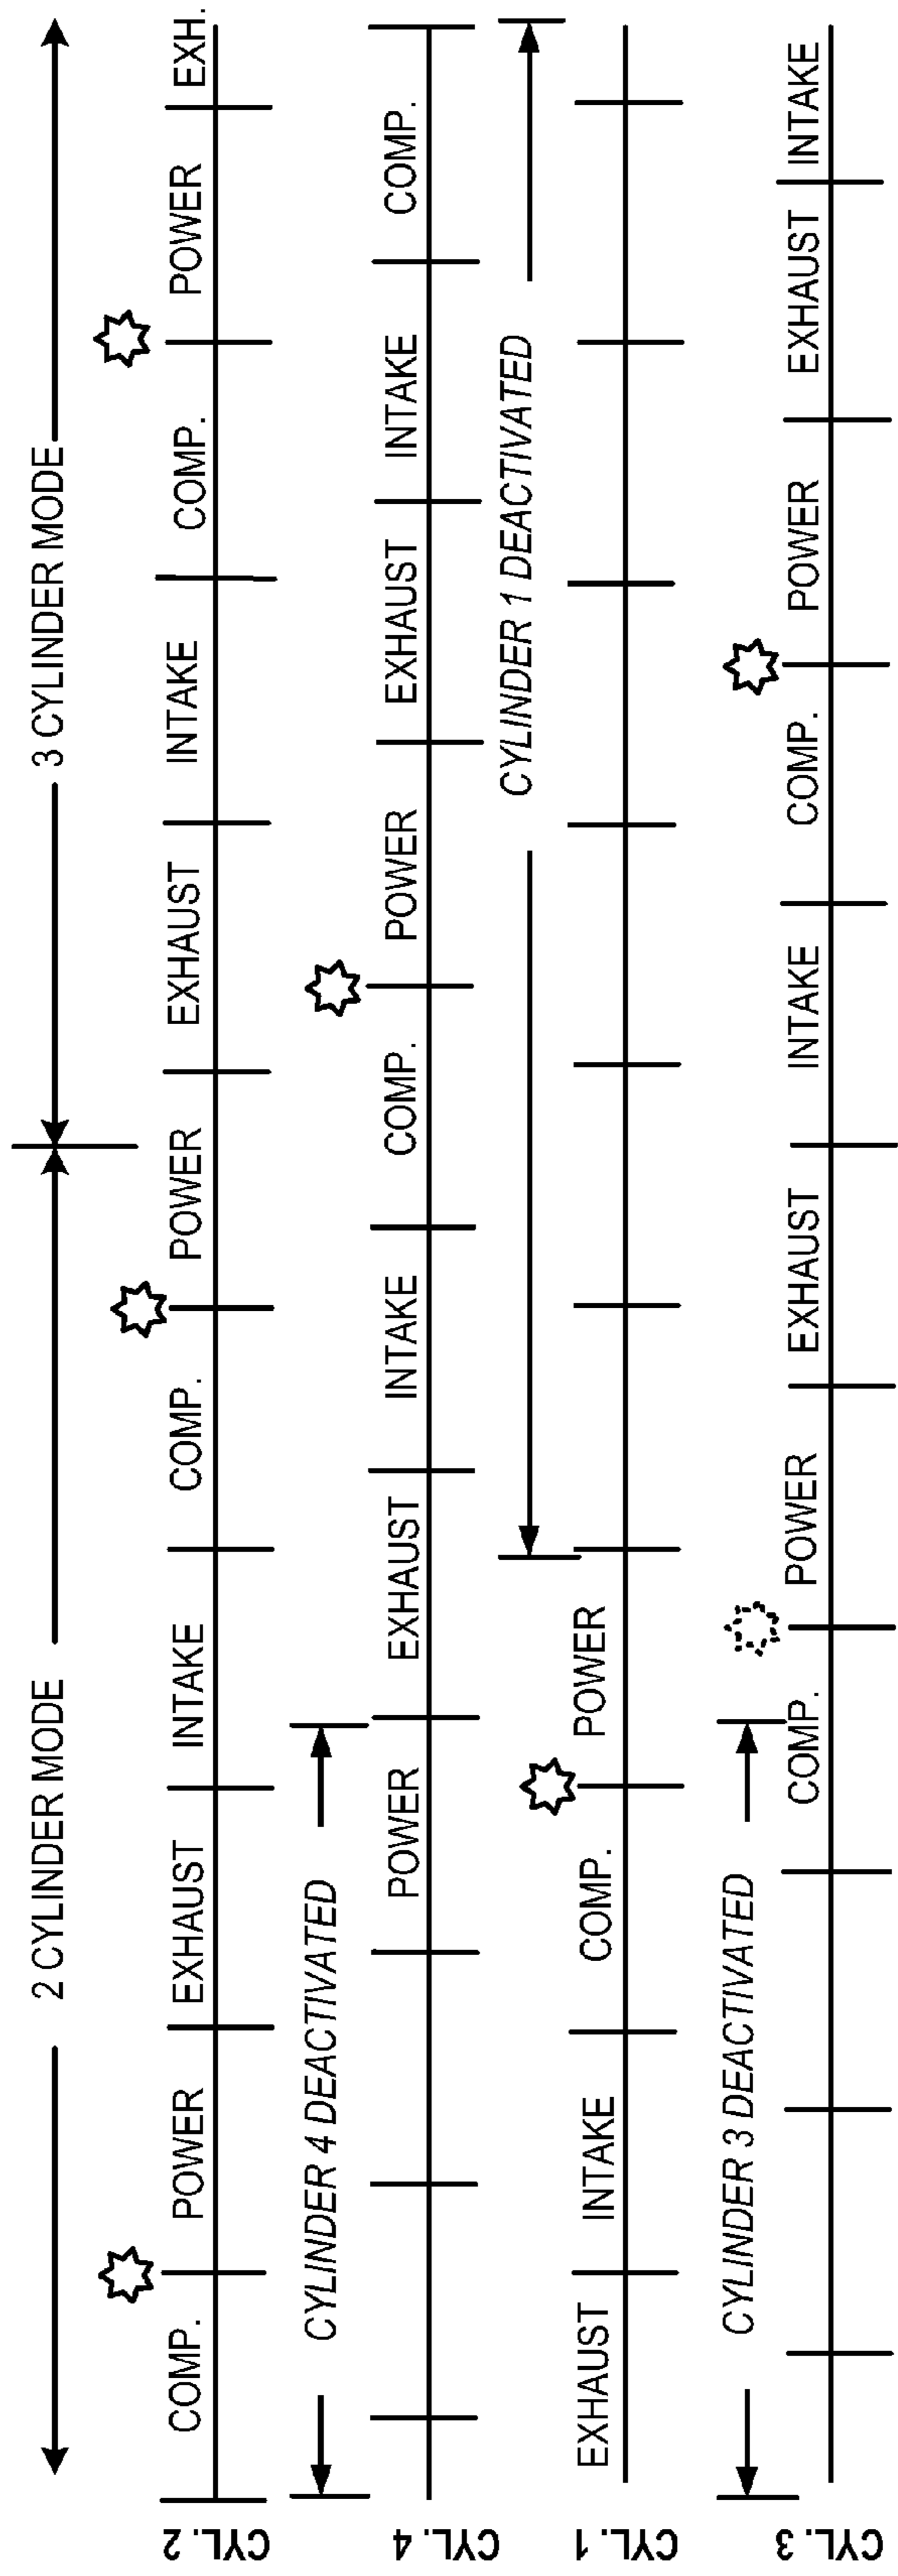 2 CYLINDER MODE
3 CYLINDER MODE
CYL. 2
COMP.
POWER
EXHAUST
INTAKE
COMP.
POWER
EXHAUST
INTAKE
COMP.
POWER
EXH.
CYLINDER 4 DEACTIVATED
CYL. 4
POWER
EXHAUST
INTAKE
COMP.
POWER
EXHAUST
INTAKE
COMP.
CYLINDER 1 DEACTIVATED
CYL. 1
EXHAUST
INTAKE
COMP.
POWER
CYLINDER 3 DEACTIVATED
CYL. 3
COMP.
POWER
EXHAUST
INTAKE
COMP.
POWER
EXHAUST
INTAKE